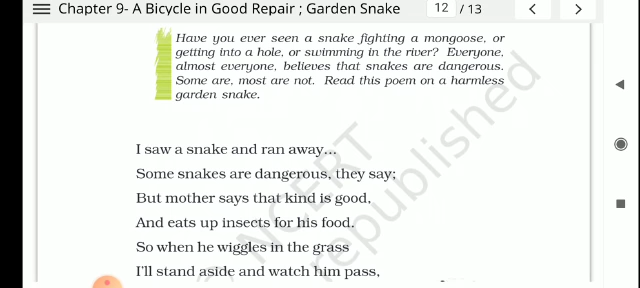 Chapter 9- A Bicycle in Good Repair ; Garden Snake 12 / 13
Have you ever seen a snake fighting a mongoose, or
getting into a hole, or swimming in the river? Everyone,
almost everyone, believes that snakes are dangerous.
Some are, most are not. Read this poem on a harmless
garden snake.
I saw a snake and ran away...
Some snakes are dangerous, they say;
But mother says that kind is good,
And eats up insects for his food.
So when he wiggles in the grass
I'll stand aside and watch him pass,
NCERT
republished